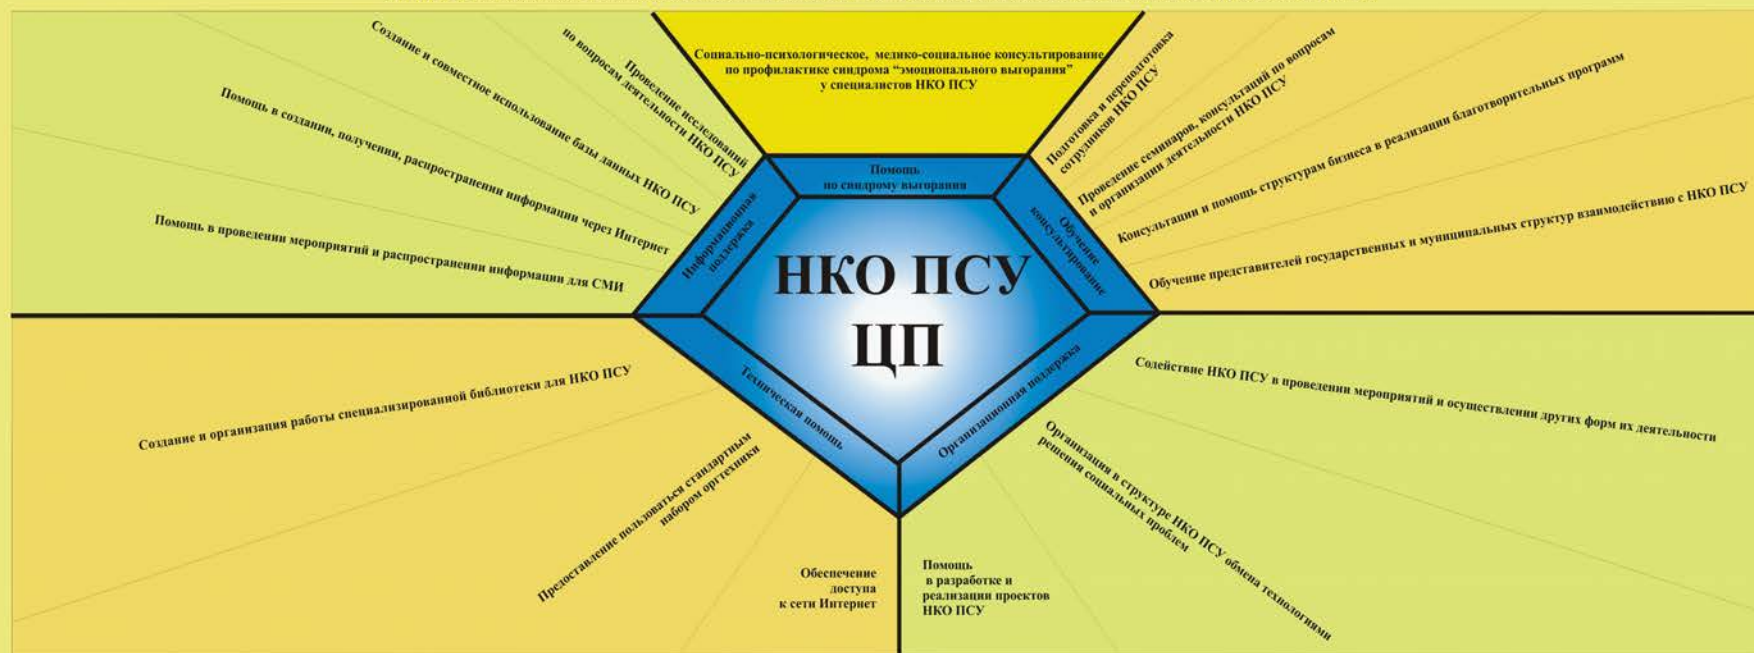 Социально-психологическое, медико-социальное консультирование
по профилактике синдрома “эмоционального выгорания”
у специалистов НКО ПСУ
Помощь
по синдрому выгорания
Проведение исследований
по вопросам деятельности НКО ПСУ
Создание и совместное использование базы данных НКО ПСУ
Помощь в создании, получении, распространении информации через Интернет
Помощь в проведении мероприятий и распространении информации для СМИ
Информационная
поддержка
Подготовка и переподготовка
сотрудников НКО ПСУ
Проведение семинаров, консультаций по вопросам
в организации деятельности НКО ПСУ
Консультации и помощь структурам бизнеса в реализации благотворительных программ
Обучение представителей государственных и муниципальных структур взаимодействию с НКО ПСУ
Обучение
консультирование
НКО ПСУ
ЦП
Техническая помощь
Организационная поддержка
Создание и организация работы специализированной библиотеки для НКО ПСУ
Предоставление пользоваться стандартным
набором оргтехники
Обеспечение
доступа
к сети Интернет
Содействие НКО ПСУ в проведении мероприятий и осуществлении других форм их деятельности
Организация в структуре НКО ПСУ обмена технологиями
решения социальных проблем
Помощь
в разработке и
реализации проектов
НКО ПСУ